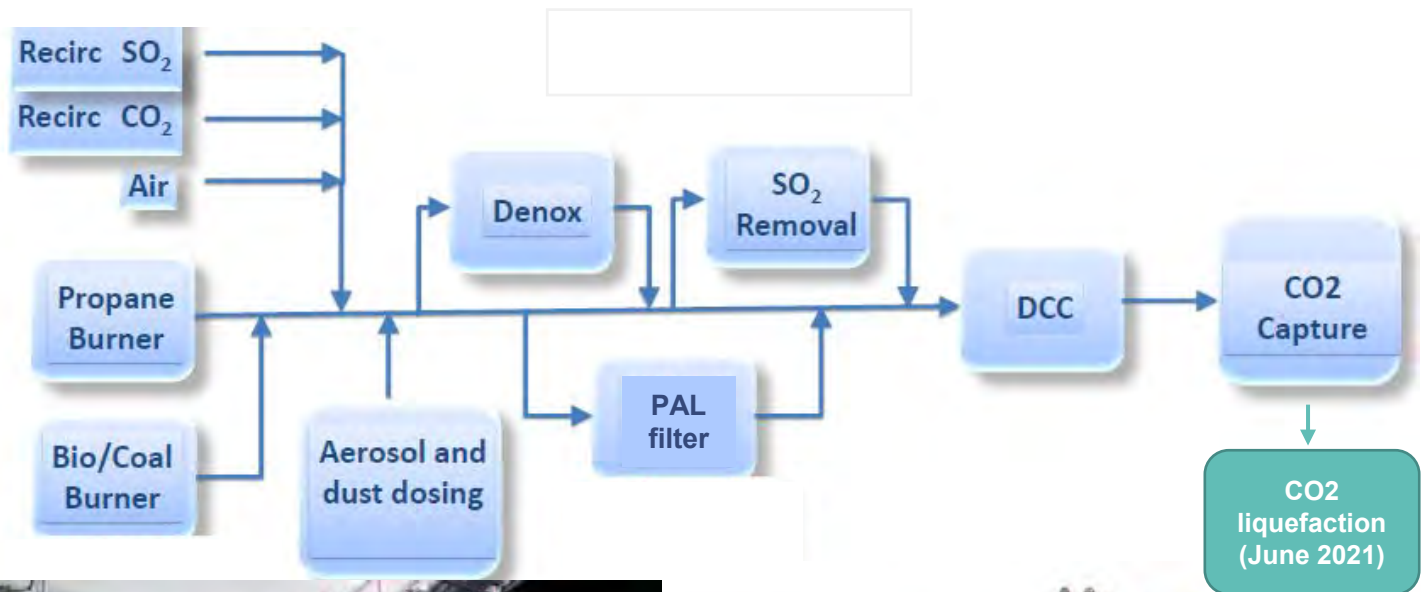 Recirc SO₂
Recirc CO₂
Air
Propane
Burner
Bio/Coal
Burner
Aerosol and
dust dosing
Denox
PAL
filter
SO₂
Removal
DCC
CO2
Capture
CO2
liquefaction
(June 2021)